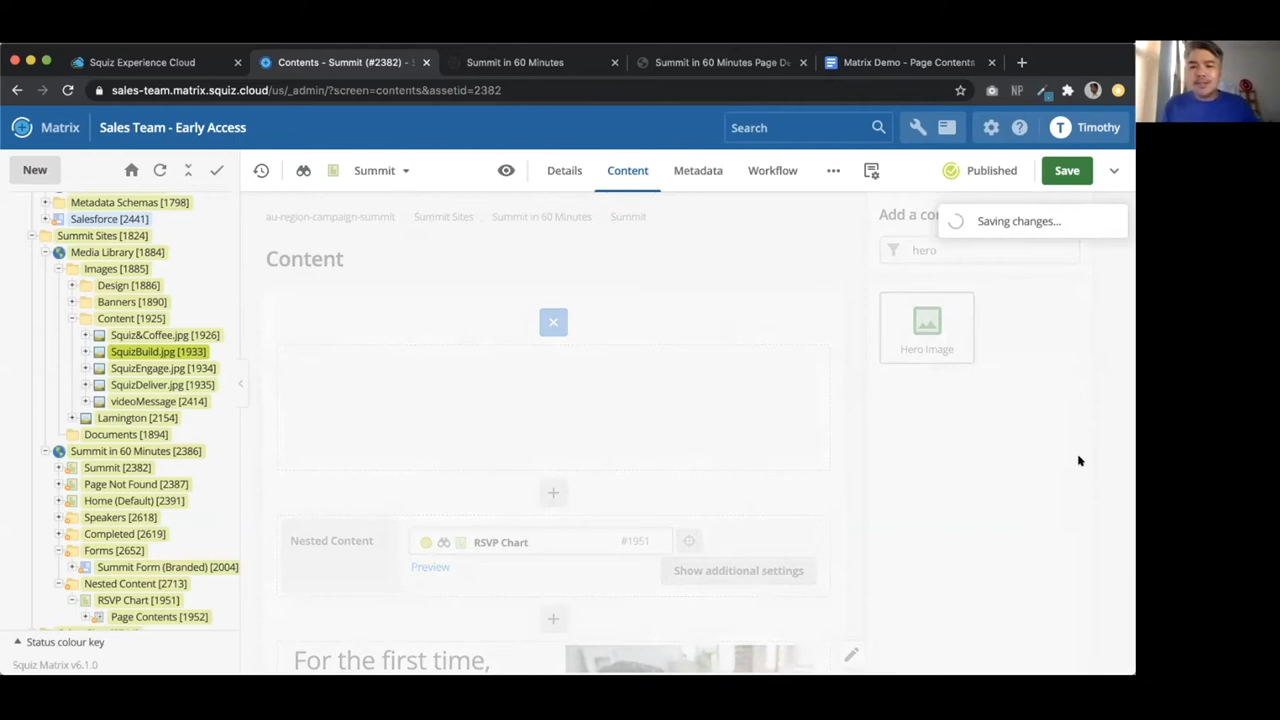 Squiz Experience Cloud
Contents - Summit (#2382) - S
Summit in 60 Minutes
Summit in 60 Minutes Page De
Matrix Demo - Page Contents
sales-team.matrix.squiz.cloud/us/_admin/?screen=contents&assetid=2382
NP
Matrix
Sales Team - Early Access
Search
T
Timothy
New
Summit
Details
Content
Metadata
Workflow
Published
Save
Metadata Schemas [1798]
Salesforce [2441]
Summit Sites [1824]
Media Library [1884]
Images [1885]
Design [1886]
Banners [1890]
Content [1925]
Squiz&Coffee.jpg [1926]
SquizBuild.jpg [1933]
SquizEngage.jpg [1934]
SquizDeliver.jpg [1935]
videoMessage [2414]
Lamington [2154]
Documents [1894]
Summit in 60 Minutes [2386]
Summit [2382]
Page Not Found [2387]
Home (Default) [2391]
Speakers [2618]
Completed [2619]
Forms [2652]
Summit Form (Branded) [2004]
Nested Content [2713]
RSVP Chart [1951]
Page Contents [1952]
Status colour key
Squiz Matrix v6.1.0
au-region-campaign-summit
Summit Sites
Summit in 60 Minutes
Summit
Content
Nested Content
RSVP Chart
#1951
Preview
Show additional settings
For the first time,
Add a co
Saving changes...
hero
Hero Image